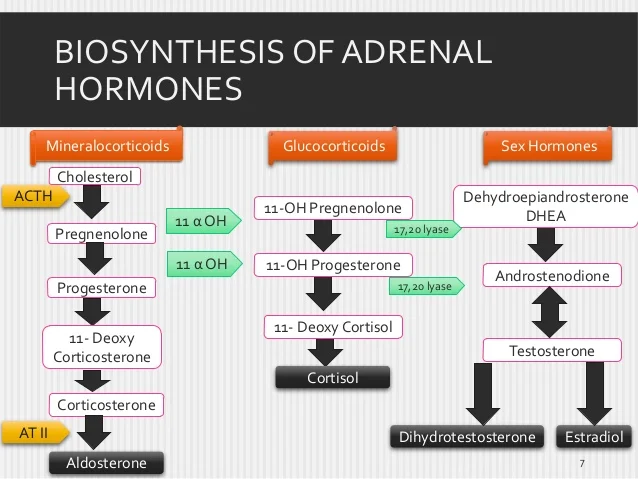 BIOSYNTHESIS OF ADRENAL
HORMONES
Mineralocorticoids
Glucocorticoids
Sex Hormones
Cholesterol
ACTH
Pregnenolone
Progesterone
11- Deoxy
Corticosterone
Corticosterone
AT II
Aldosterone
11 α OH
11 α OH
11-OH Pregnenolone
11-OH Progesterone
11- Deoxy Cortisol
Cortisol
17,20 lyase
17,20 lyase
Dehydroepiandrosterone
DHEA
Androstenodione
Testosterone
Dihydrotestosterone
Estradiol
7